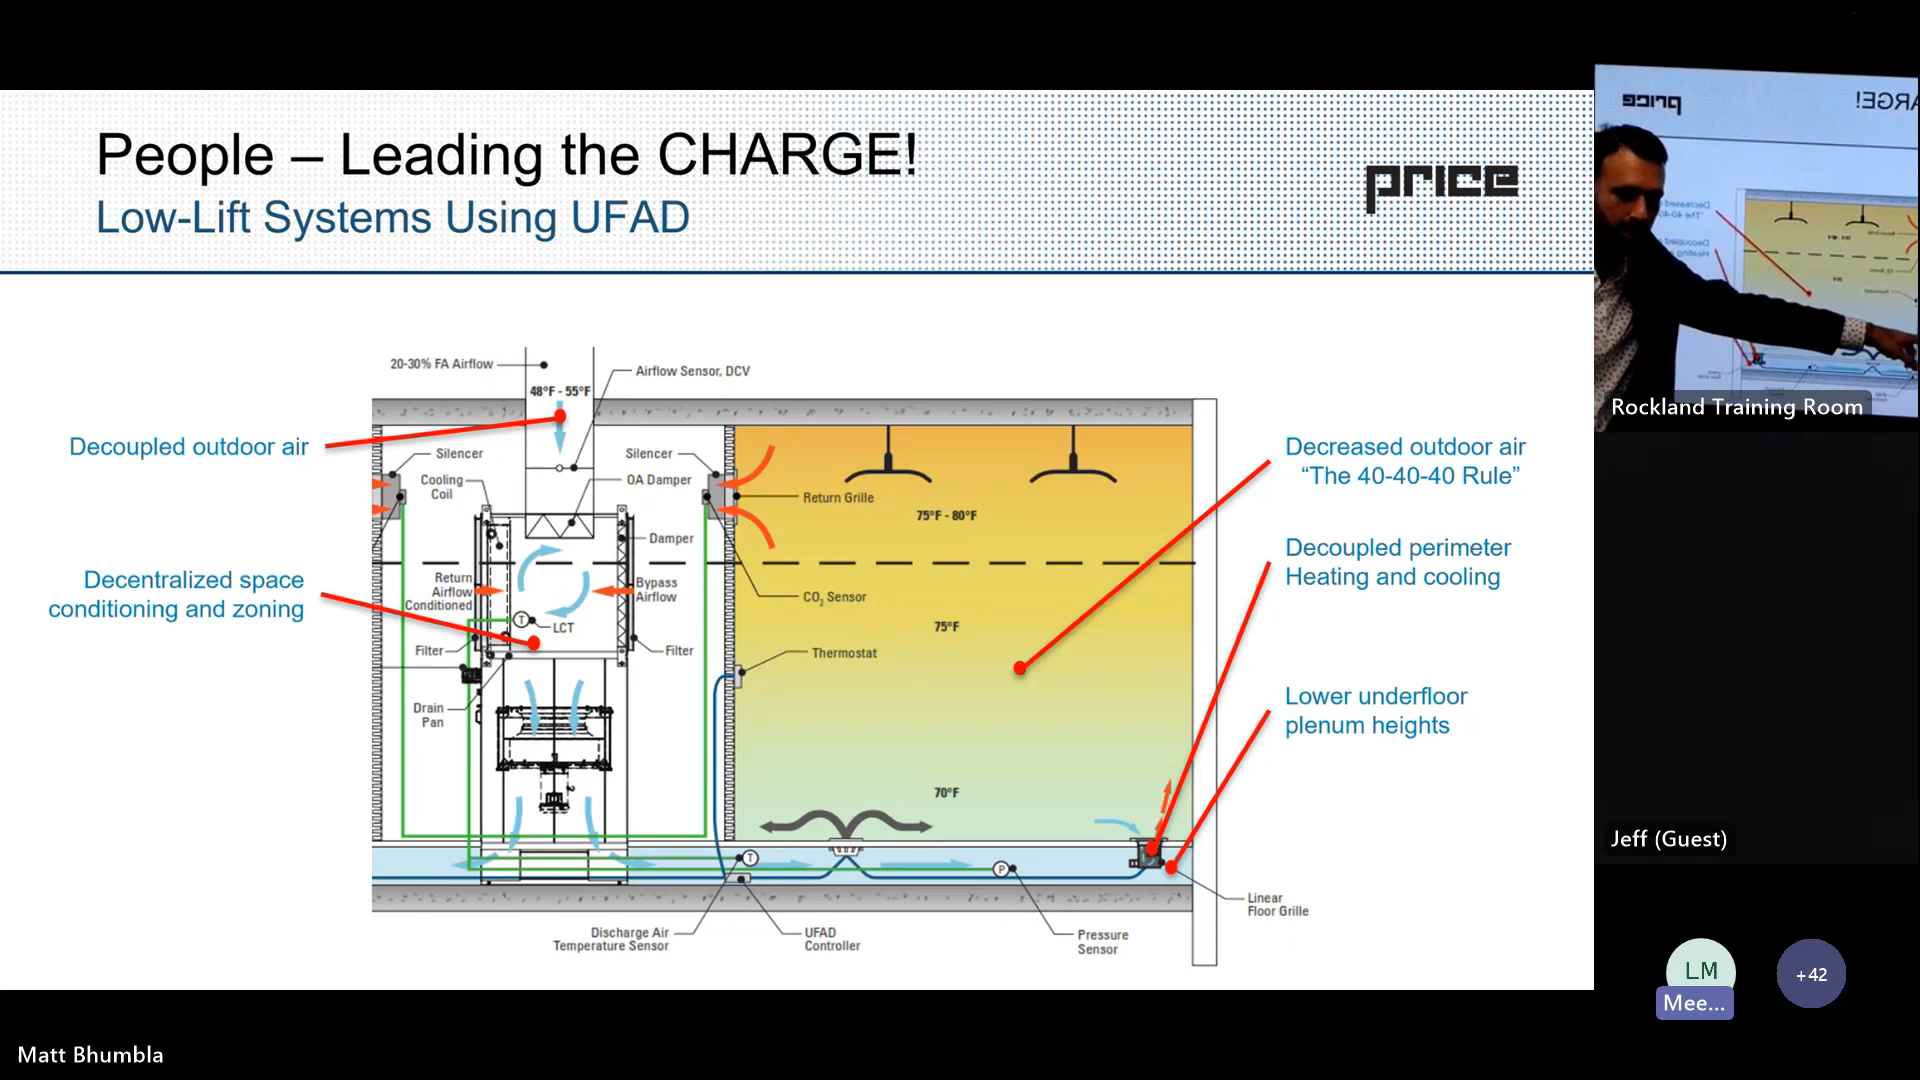 People – Leading the CHARGE!
Low-Lift Systems Using UFAD
price
20-30% FA Airflow
Airflow Sensor, DCV
48°F - 55°F
Decoupled outdoor air
Silencer
Silencer
Cooling
Coil
OA Damper
Return Grille
75°F - 80°F
Damper
Decreased outdoor air
“The 40-40-40 Rule”
Decoupled perimeter
Heating and cooling
Decentralized space
conditioning and zoning
Return
Airflow
Conditioned
Bypass
Airflow
CO2 Sensor
T
LCT
75°F
Filter
Filter
Thermostat
Drain
Pan
Lower underfloor
plenum heights
70°F
T
P
Linear
Floor Grille
Discharge Air
Temperature Sensor
UFAD
Controller
Pressure
Sensor
Rockland Training Room
Jeff (Guest)
LM
+42
Mee...
Matt Bhumbla